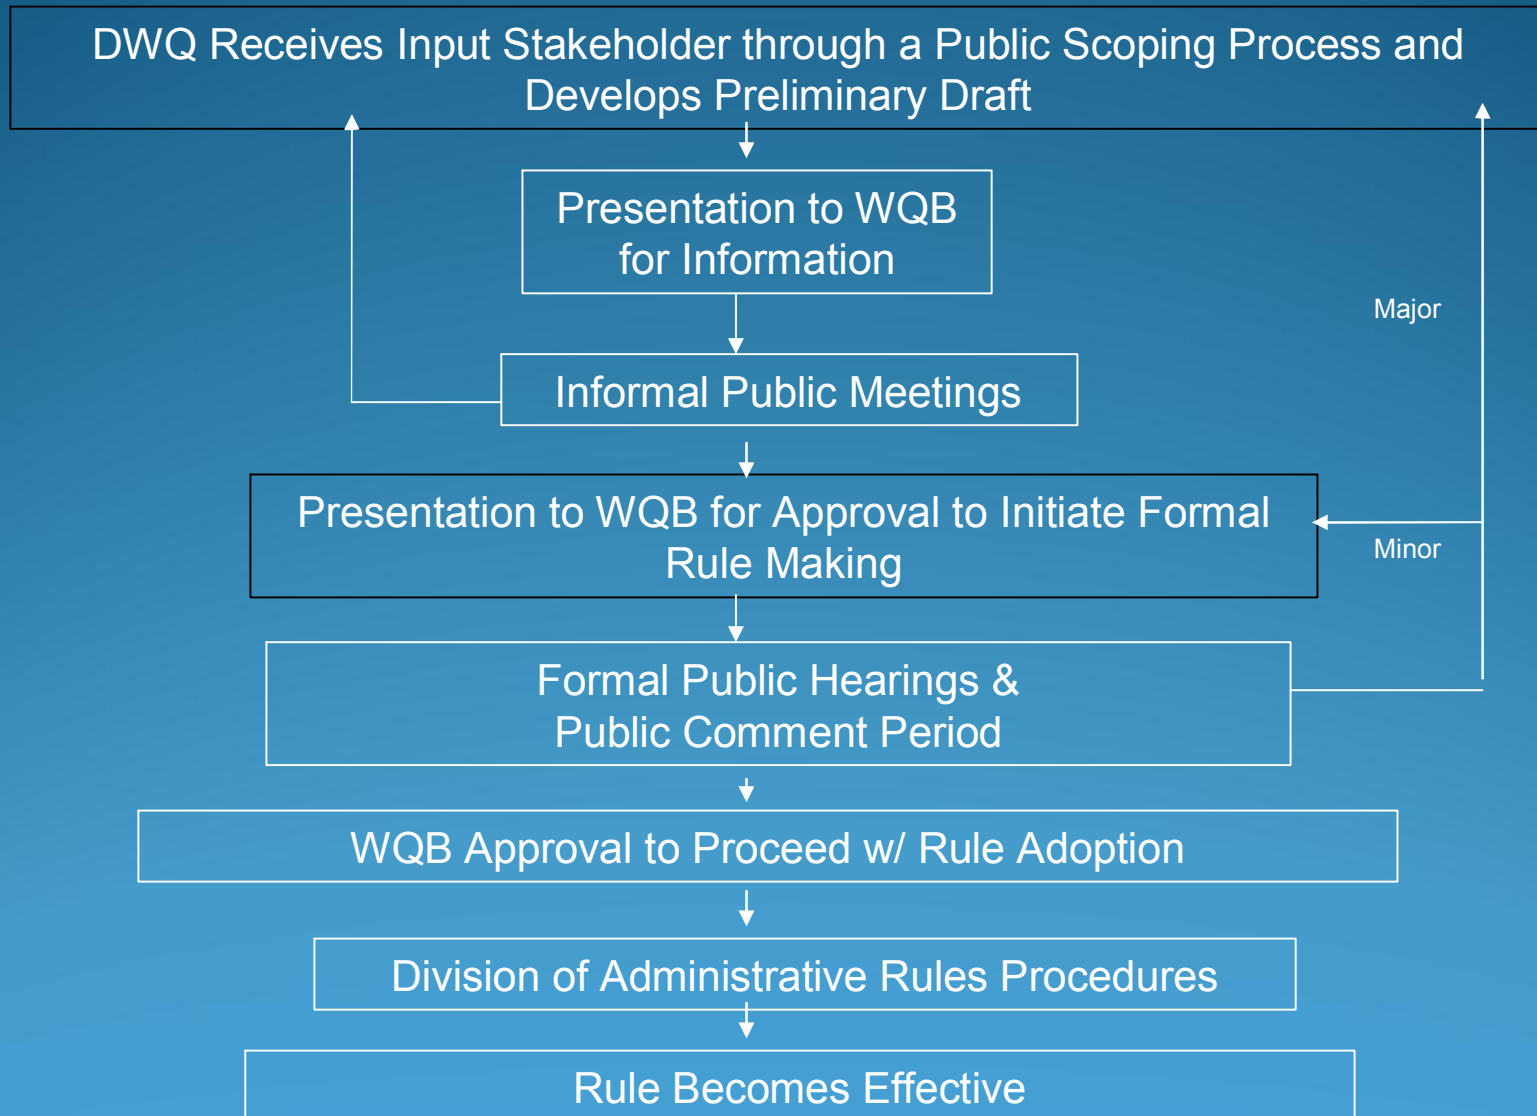 DWQ Receives Input Stakeholder through a Public Scoping Process and
Develops Preliminary Draft
Presentation to WQB
for Information
Major
Informal Public Meetings
Presentation to WQB for Approval to Initiate Formal
Rule Making
Minor
Formal Public Hearings &
Public Comment Period
WQB Approval to Proceed w/ Rule Adoption
Division of Administrative Rules Procedures
Rule Becomes Effective